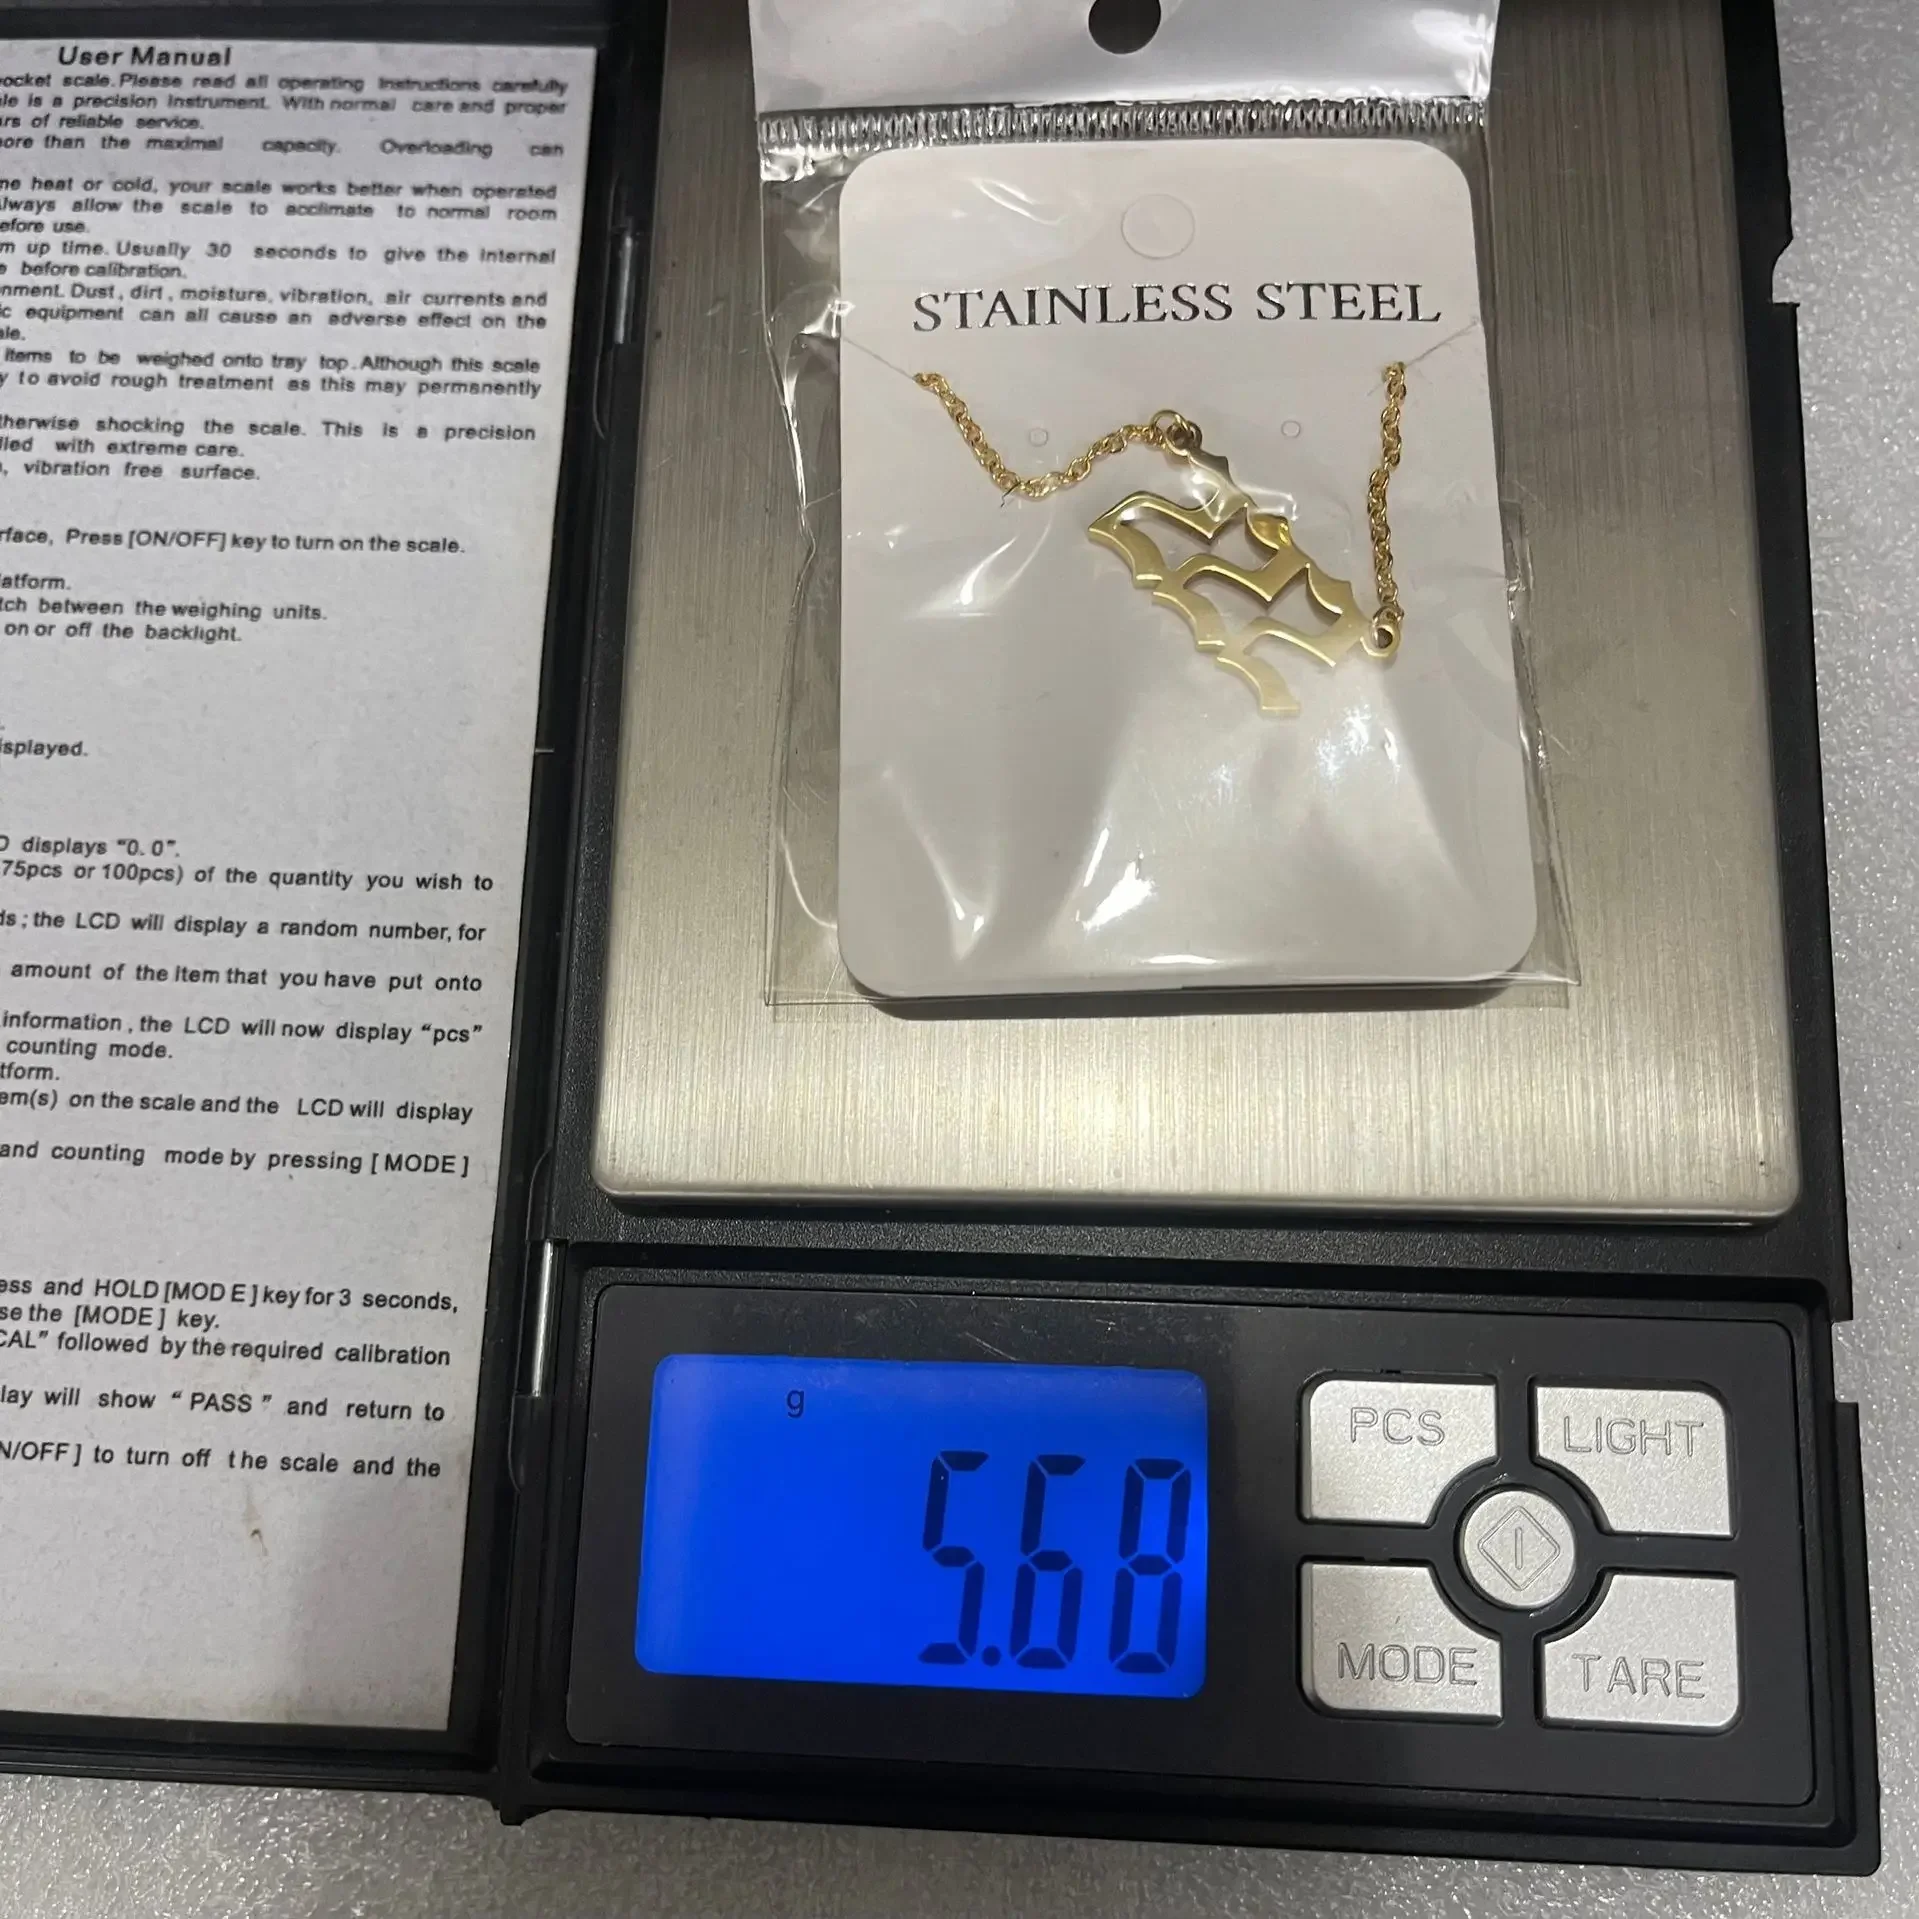 User Manual
ocket scale. Please read all operating Instructions carefully
le is a precision Instrument. With normal care and proper
rs of reliable service.
ore than the maximal capacity. Overloading can
me heat or cold, your scale works better when operated
Always allow the scale to acclimate to normal room
efore use.
m up time. Usually 30 seconds to give the internal
before calibration.
nment. Dust, dirt, moisture, vibration, air currents and
ic equipment can all cause an adverse effect on the
ale.
items to be weighed onto tray top. Although this scale
y to avoid rough treatment as this may permanently
therwise shocking the scale. This is a precision
lled with extreme care.
, vibration free surface.
rface, Press [ON/OFF] key to turn on the scale.
latform.
tch between the weighing units.
on or off the backlight.
isplayed.
D displays "0.0".
75pcs or 100pcs) of the quantity you wish to
ds; the LCD will display a random number, for
amount of the item that you have put onto
information, the LCD will now display "pcs"
counting mode.
tform.
em(s) on the scale and the LCD will display
and counting mode by pressing [MODE]
ess and HOLD [MODE] key for 3 seconds,
se the [MODE] key.
CAL" followed by the required calibration
lay will show "PASS" and return to
N/OFF] to turn off the scale and the
STAINLESS STEEL
g
5.68
PCS
LIGHT
MODE
TARE